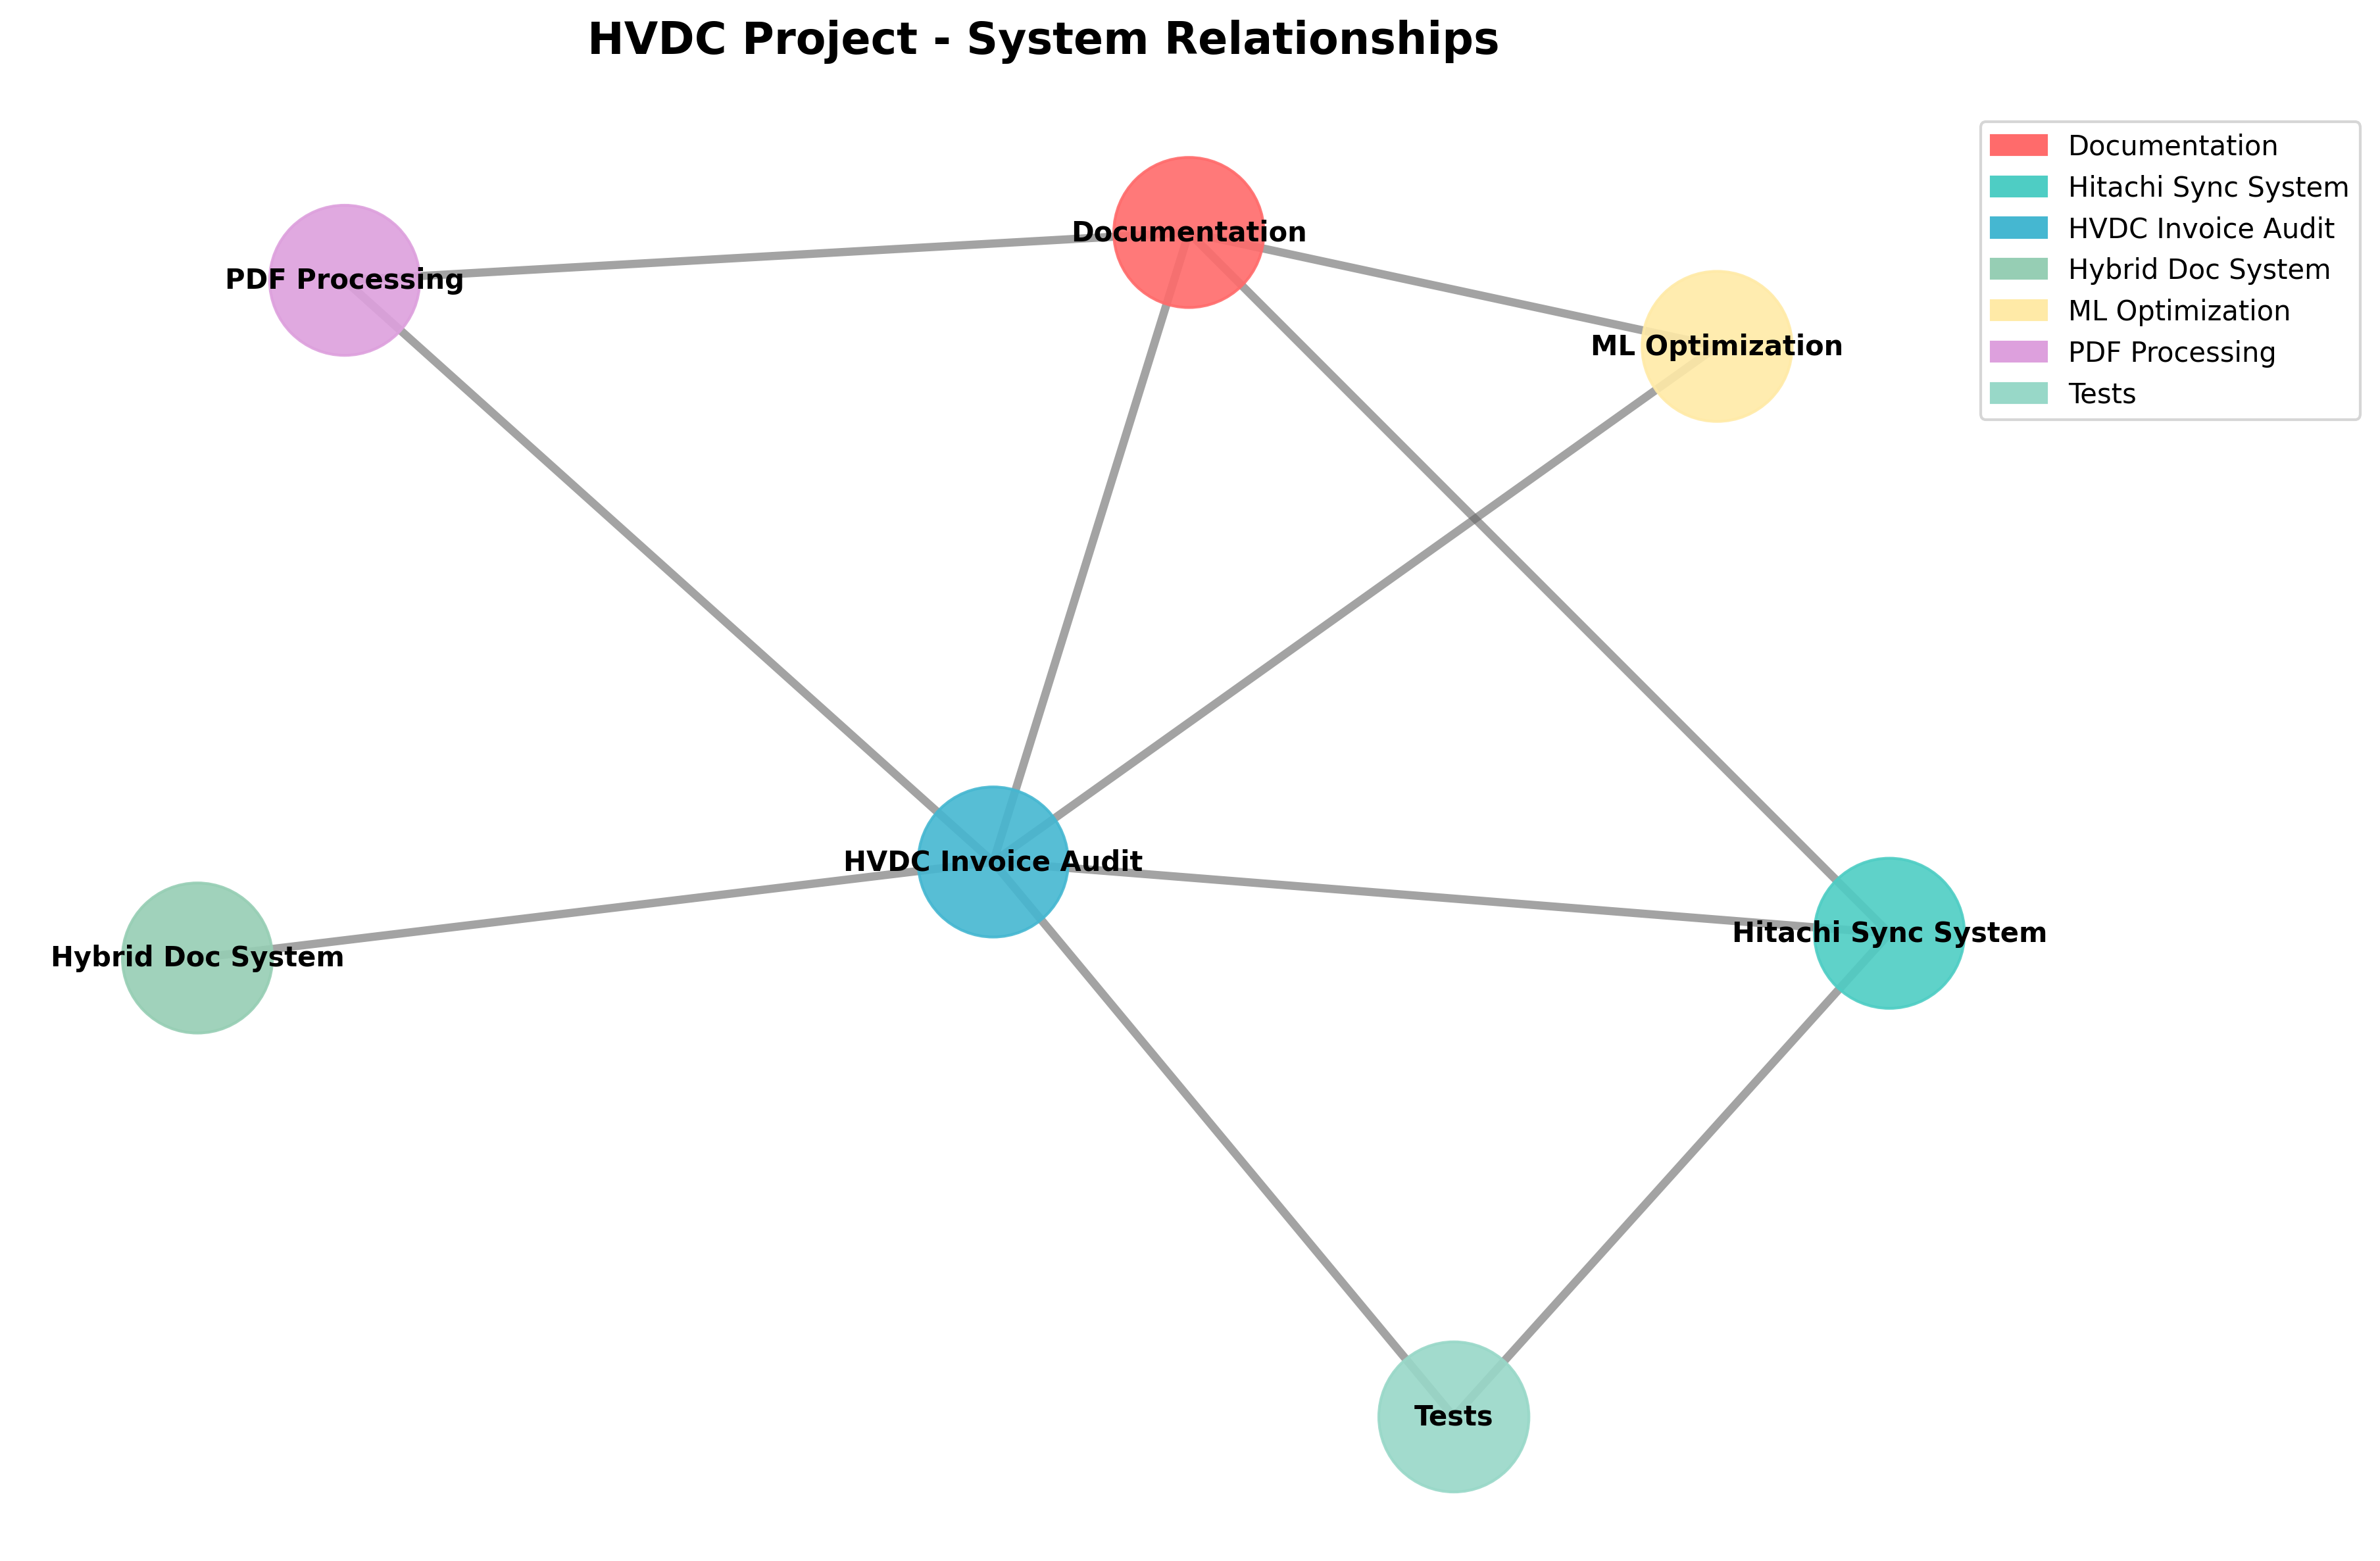 HVDC Project - System Relationships
Documentation
Hitachi Sync System
HVDC Invoice Audit
Hybrid Doc System
ML Optimization
PDF Processing
Tests
Documentation
PDF Processing
ML Optimization
HVDC Invoice Audit
Hitachi Sync System
Hybrid Doc System
Tests